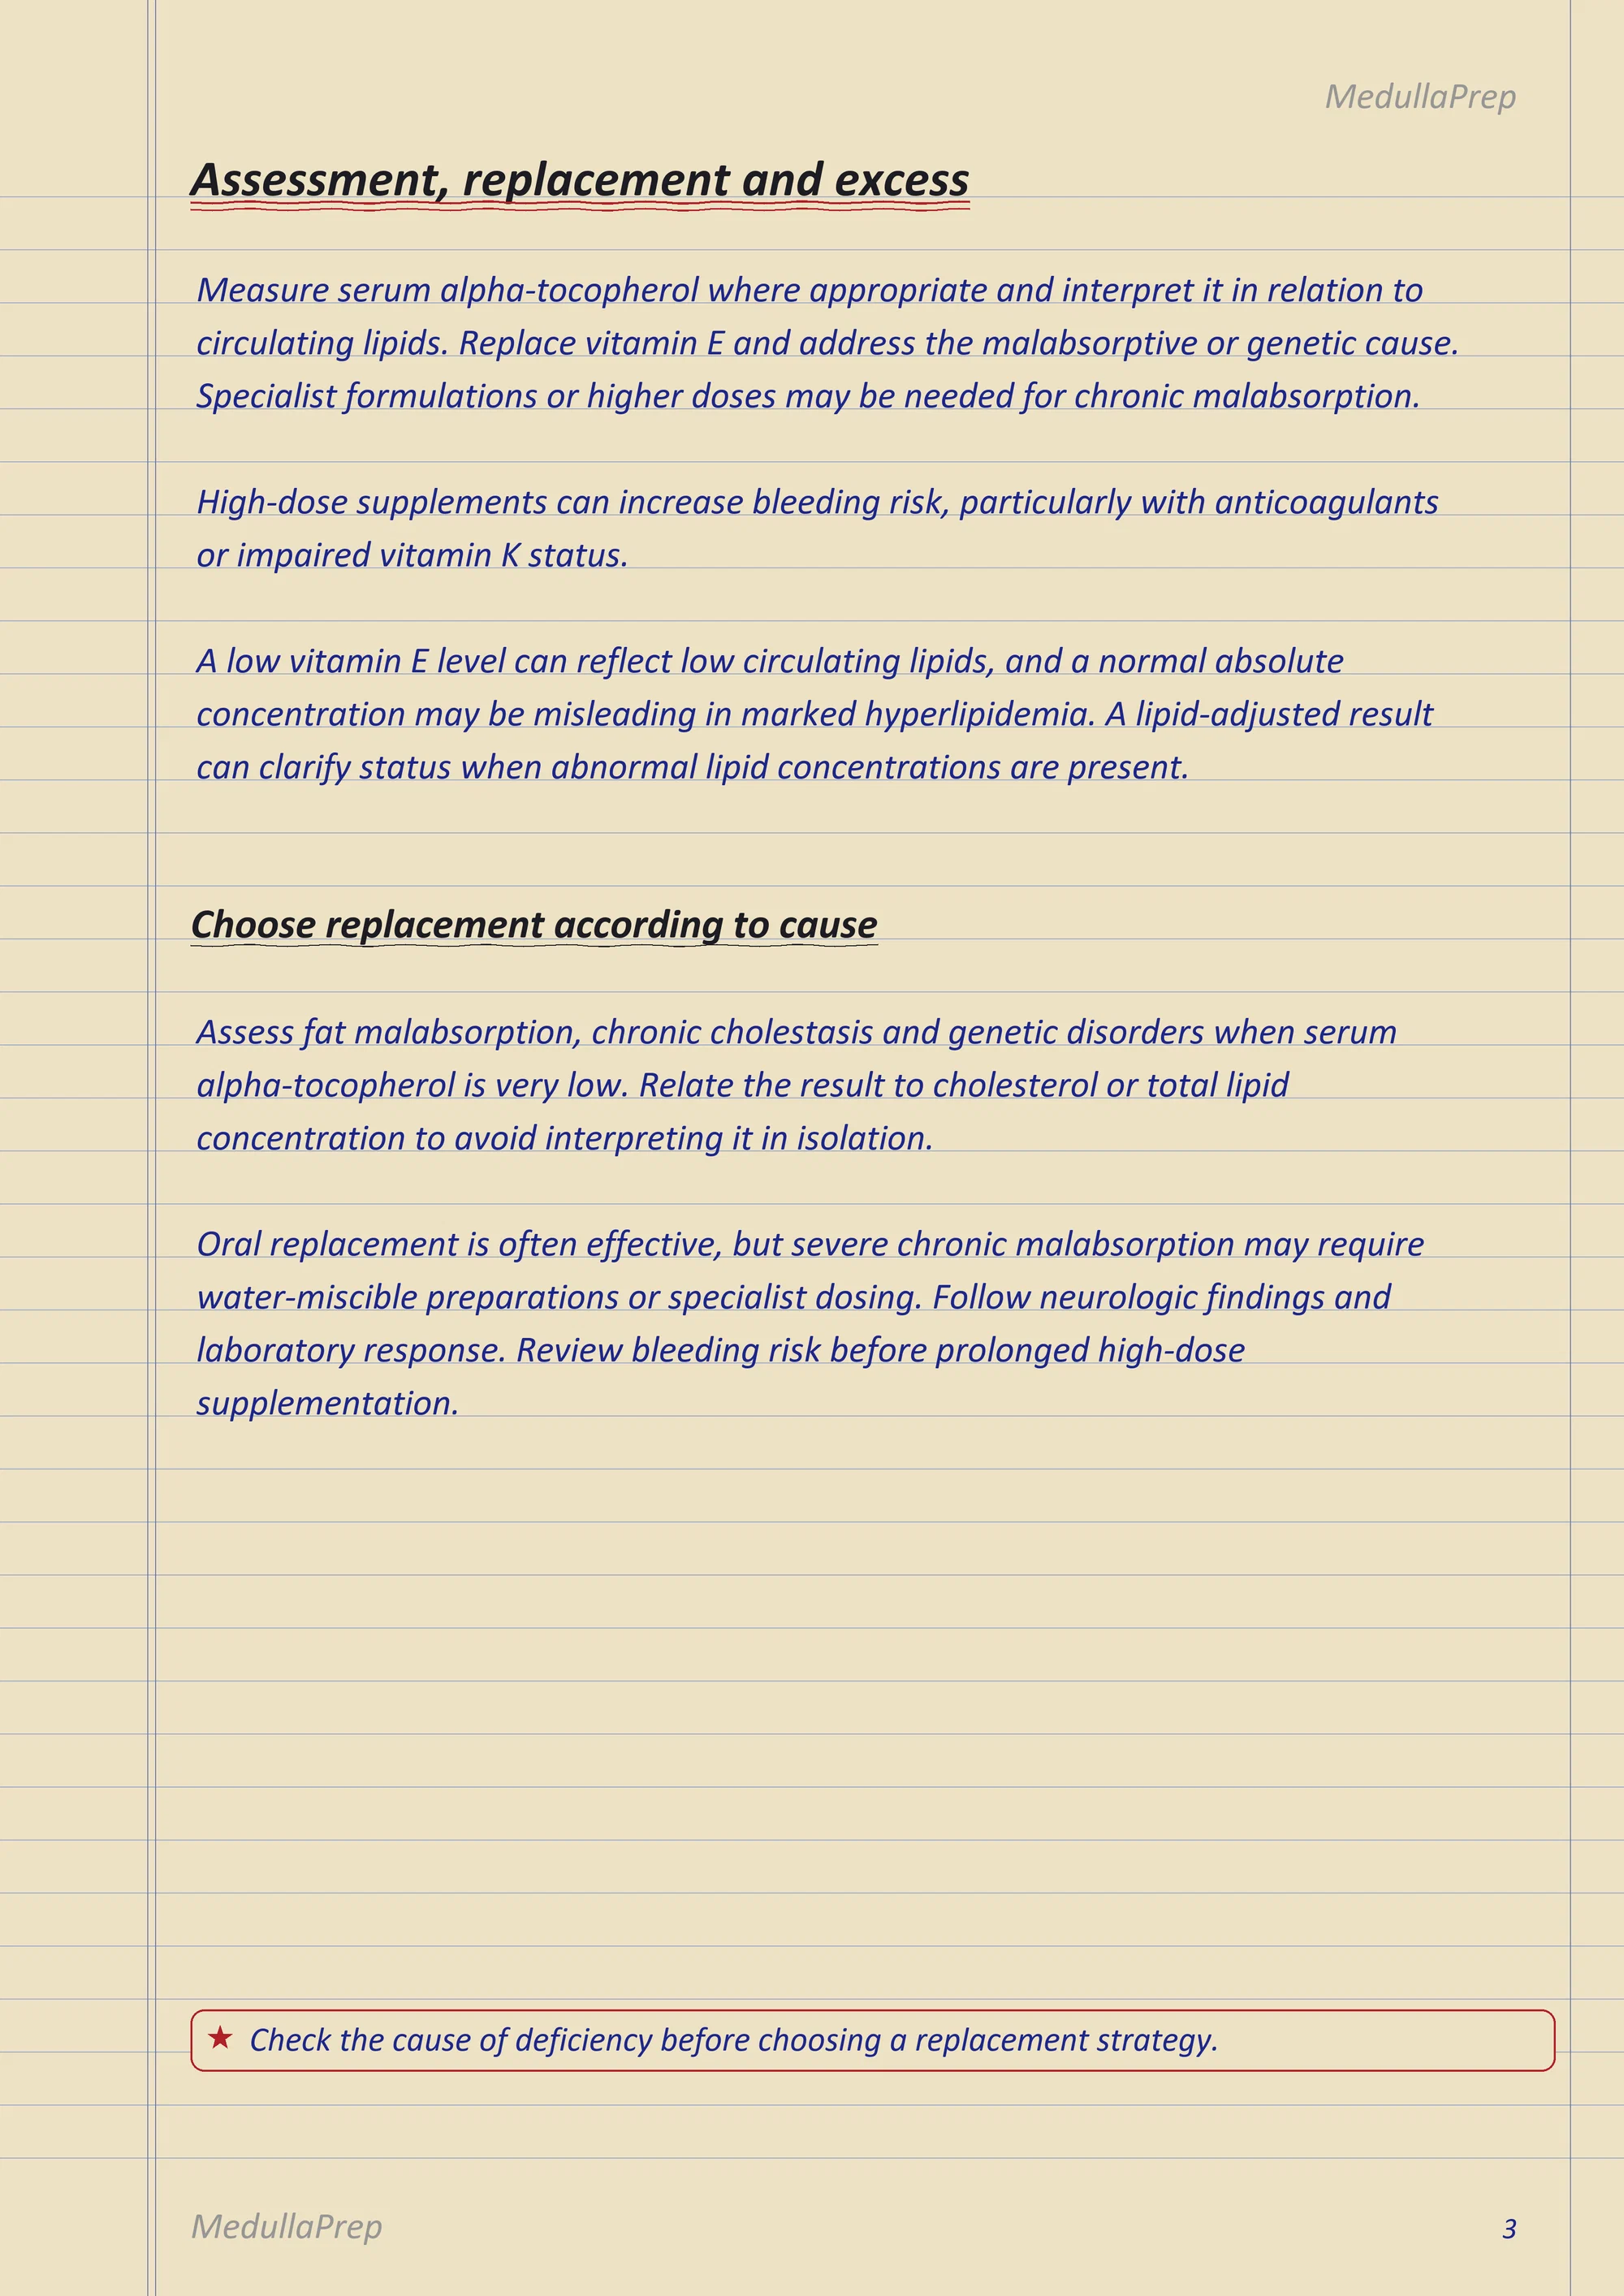 MedullaPrep
Assessment, replacement and excess
Measure serum alpha-tocopherol where appropriate and interpret it in relation to
circulating lipids. Replace vitamin E and address the malabsorptive or genetic cause.
Specialist formulations or higher doses may be needed for chronic malabsorption.
High-dose supplements can increase bleeding risk, particularly with anticoagulants
or impaired vitamin K status.
A low vitamin E level can reflect low circulating lipids, and a normal absolute
concentration may be misleading in marked hyperlipidemia. A lipid-adjusted result
can clarify status when abnormal lipid concentrations are present.
Choose replacement according to cause
Assess fat malabsorption, chronic cholestasis and genetic disorders when serum
alpha-tocopherol is very low. Relate the result to cholesterol or total lipid
concentration to avoid interpreting it in isolation.
Oral replacement is often effective, but severe chronic malabsorption may require
water-miscible preparations or specialist dosing. Follow neurologic findings and
laboratory response. Review bleeding risk before prolonged high-dose
supplementation.
★ Check the cause of deficiency before choosing a replacement strategy.
MedullaPrep
3